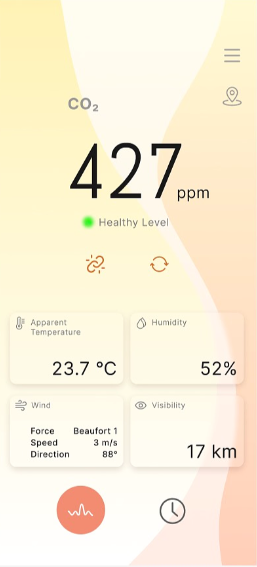 CO₂
427 ppm
Healthy Level
Apparent
Temperature
23.7 °C
Humidity
52%
Wind
Force Beaufort 1
Speed 3 m/s
Direction 88°
Visibility
17 km